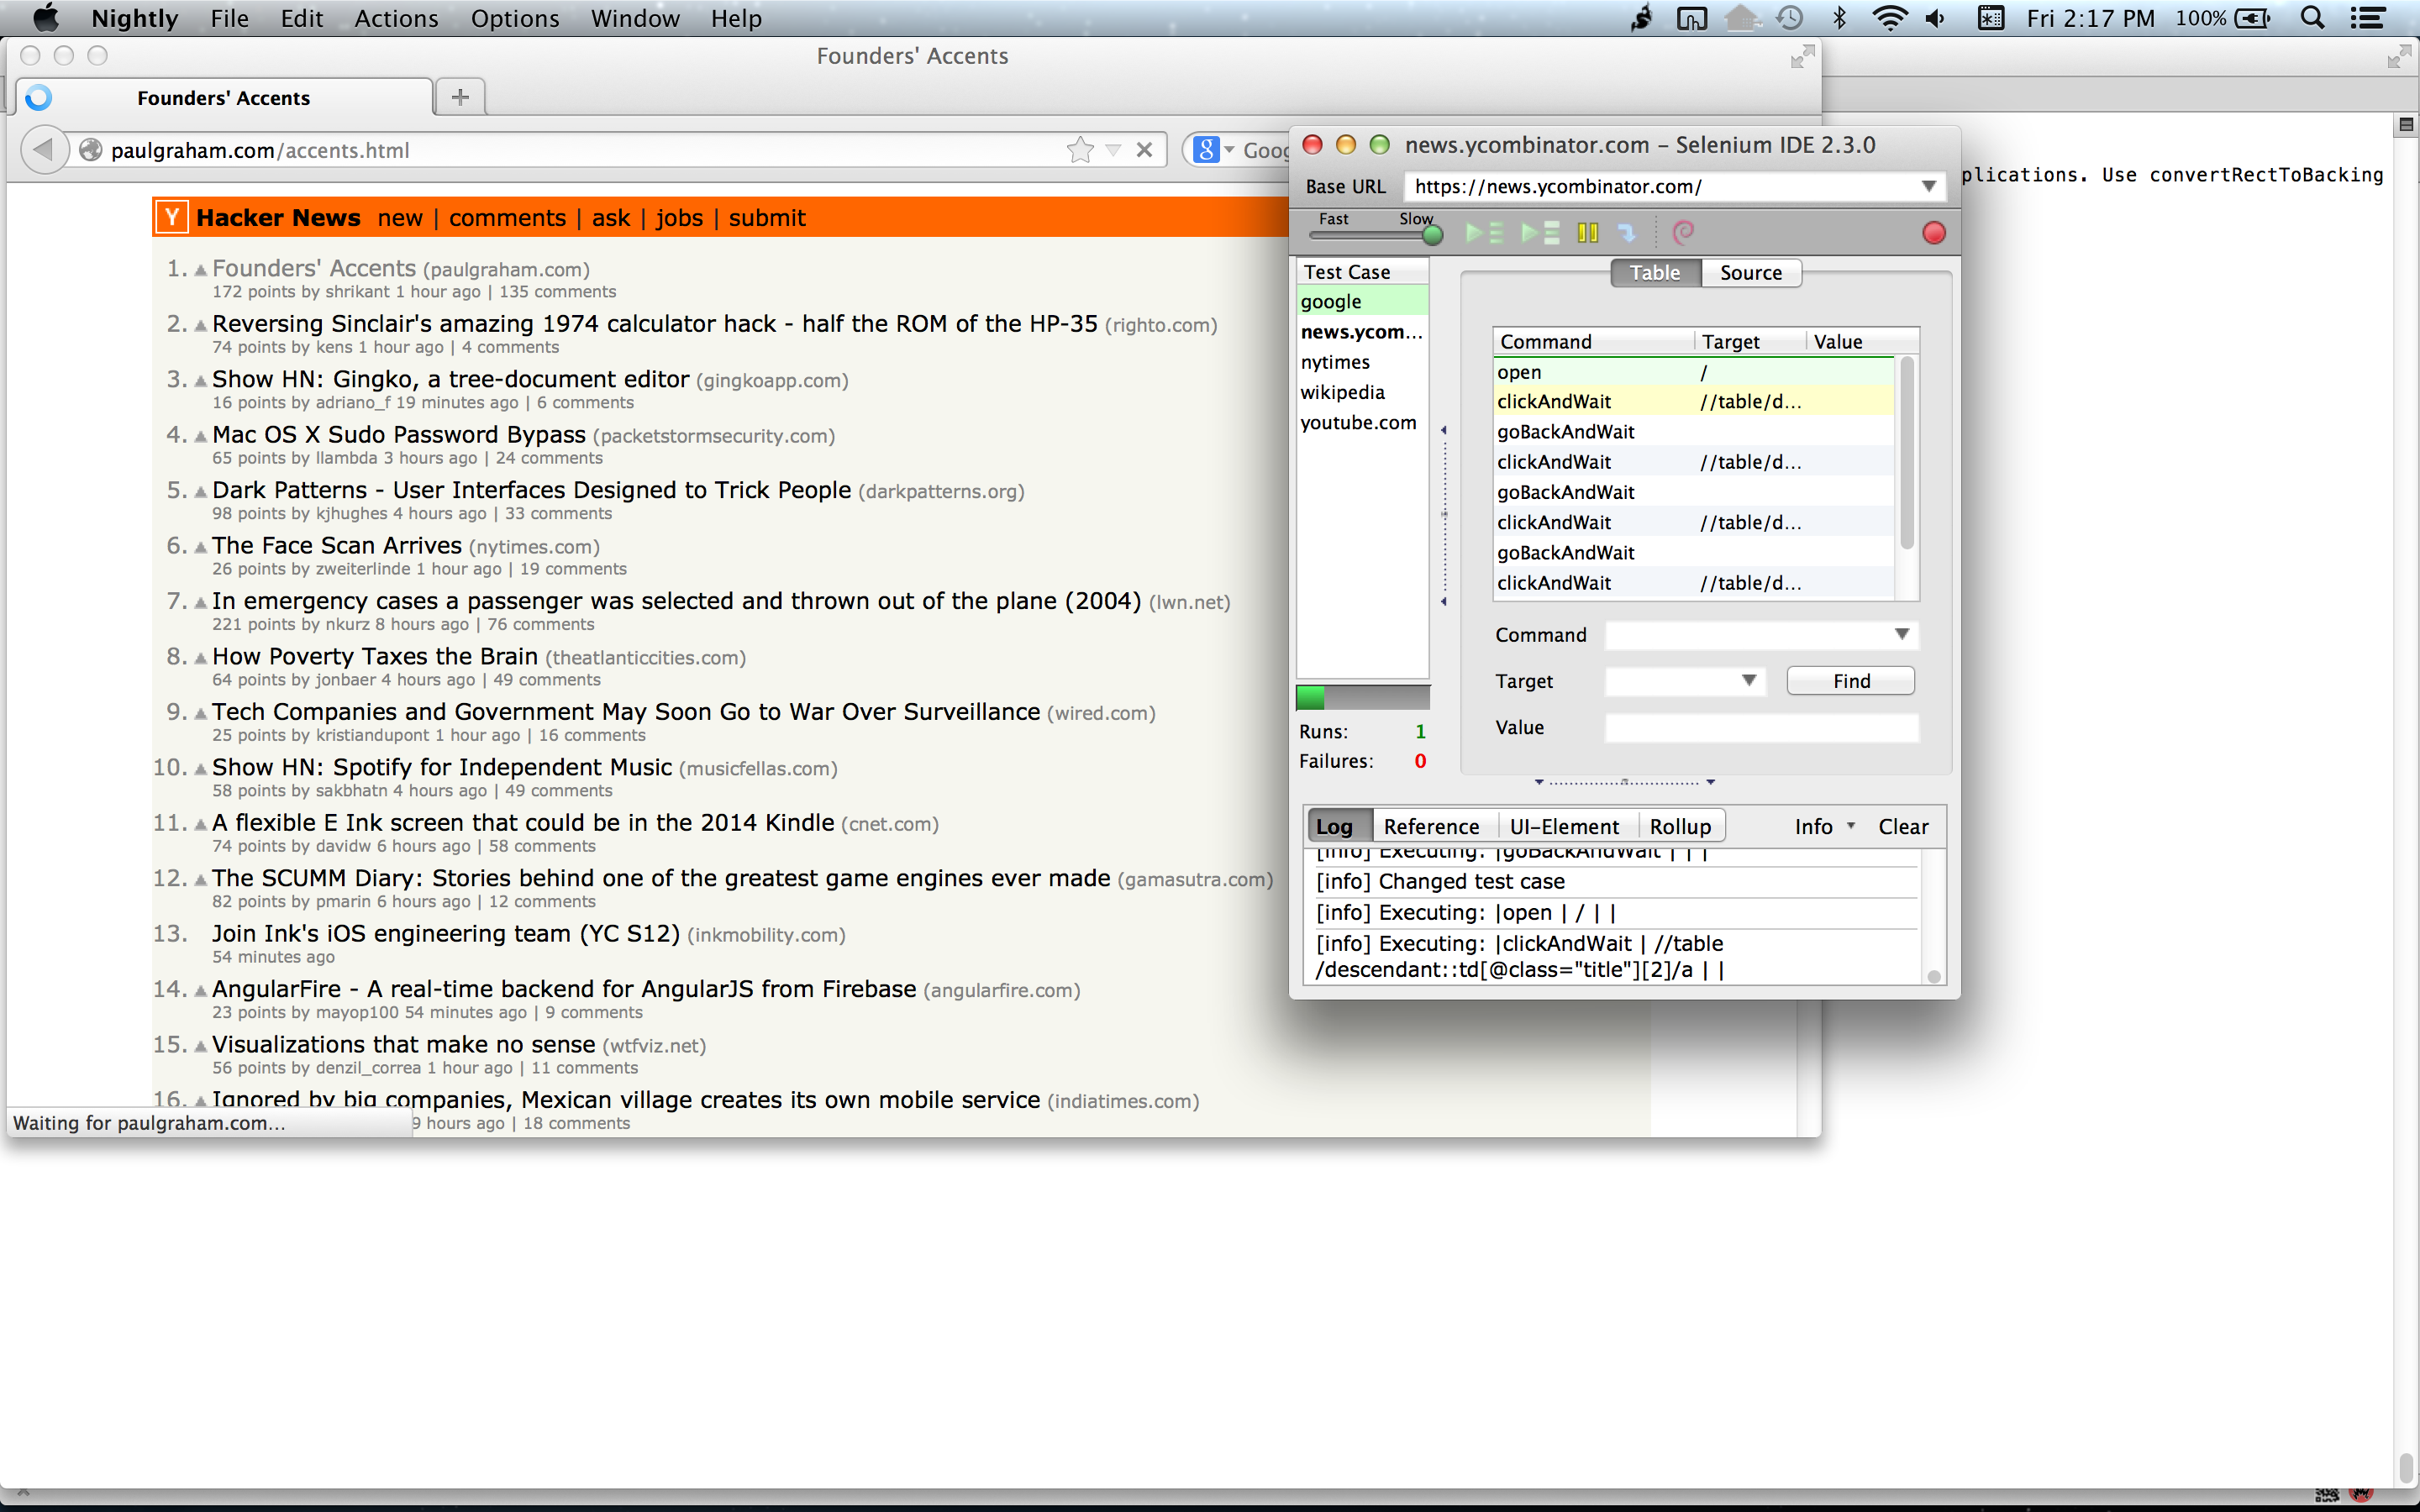 Nightly File Edit Actions Options Window Help Fri 2:17 PM 100%
Founders' Accents
Founders' Accents
paulgraham.com/accents.html
Y Hacker News new | comments | ask | jobs | submit
1. Founders' Accents (paulgraham.com)
172 points by shrikant 1 hour ago | 135 comments
2. Reversing Sinclair's amazing 1974 calculator hack - half the ROM of the HP-35 (righto.com)
74 points by kens 1 hour ago | 4 comments
3. Show HN: Gingko, a tree-document editor (gingkoapp.com)
16 points by adriano_f 19 minutes ago | 6 comments
4. Mac OS X Sudo Password Bypass (packetstormsecurity.com)
65 points by llambda 3 hours ago | 24 comments
5. Dark Patterns - User Interfaces Designed to Trick People (darkpatterns.org)
98 points by kjhughes 4 hours ago | 33 comments
6. The Face Scan Arrives (nytimes.com)
26 points by zweiterlinde 1 hour ago | 19 comments
7. In emergency cases a passenger was selected and thrown out of the plane (2004) (lwn.net)
221 points by nkurz 8 hours ago | 76 comments
8. How Poverty Taxes the Brain (theatlanticcities.com)
64 points by jonbaer 4 hours ago | 49 comments
9. Tech Companies and Government May Soon Go to War Over Surveillance (wired.com)
25 points by kristiandupont 1 hour ago | 16 comments
10. Show HN: Spotify for Independent Music (musicfellas.com)
58 points by sakbhatn 4 hours ago | 49 comments
11. A flexible E Ink screen that could be in the 2014 Kindle (cnet.com)
74 points by davidw 6 hours ago | 58 comments
12. The SCUMM Diary: Stories behind one of the greatest game engines ever made (gamasutra.com)
82 points by pmarin 6 hours ago | 12 comments
13. Join Ink's iOS engineering team (YC S12) (inkmobility.com)
54 minutes ago
14. AngularFire - A real-time backend for AngularJS from Firebase (angularfire.com)
23 points by mayop100 54 minutes ago | 9 comments
15. Visualizations that make no sense (wtfviz.net)
56 points by denzil_correa 1 hour ago | 11 comments
16. Ignored by big companies, Mexican village creates its own mobile service (indiatimes.com)
9 hours ago | 18 comments
Waiting for paulgraham.com...
news.ycombinator.com - Selenium IDE 2.3.0
Base URL https://news.ycombinator.com/
Fast Slow
Test Case
google
news.ycom...
nytimes
wikipedia
youtube.com
Runs: 1
Failures: 0
Table Source
Command Target Value
open /
clickAndWait //table/d...
goBackAndWait
clickAndWait //table/d...
goBackAndWait
clickAndWait //table/d...
goBackAndWait
clickAndWait //table/d...
Command
Target Find
Value
Log Reference UI-Element Rollup Info Clear
[info] Executing: |goBackAndWait | | |
[info] Changed test case
[info] Executing: |open | / | |
[info] Executing: |clickAndWait | //table
/descendant::td[@class="title"][2]/a | |
plications. Use convertRectToBacking